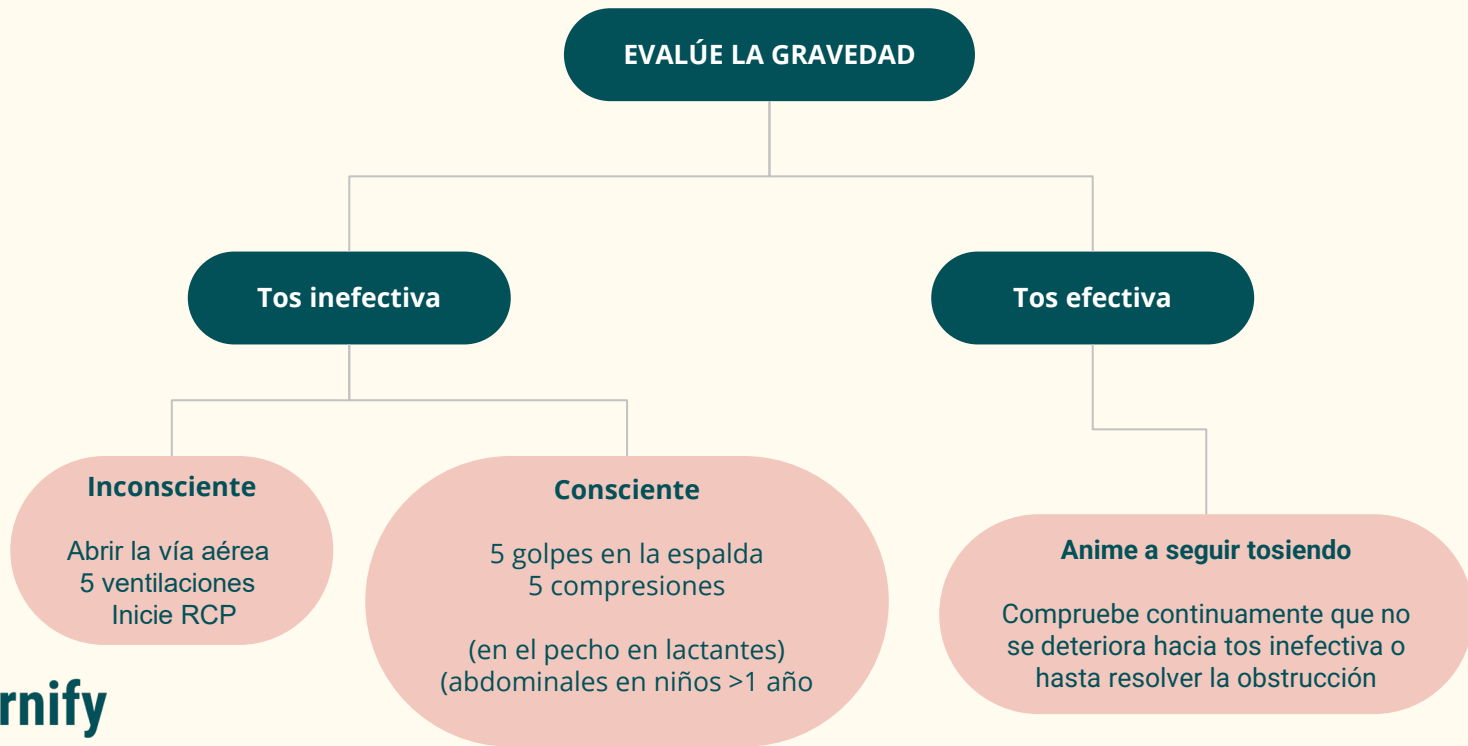 EVALÚE LA GRAVEDAD
Tos inefectiva
Tos efectiva
Inconsciente
Abrir la vía aérea
5 ventilaciones
Inicie RCP
Consciente
5 golpes en la espalda
5 compresiones
(en el pecho en lactantes)
(abdominales en niños >1 año
Anime a seguir tosiendo
Compruebe continuamente que no
se deteriora hacia tos inefectiva o
hasta resolver la obstrucción
rnify